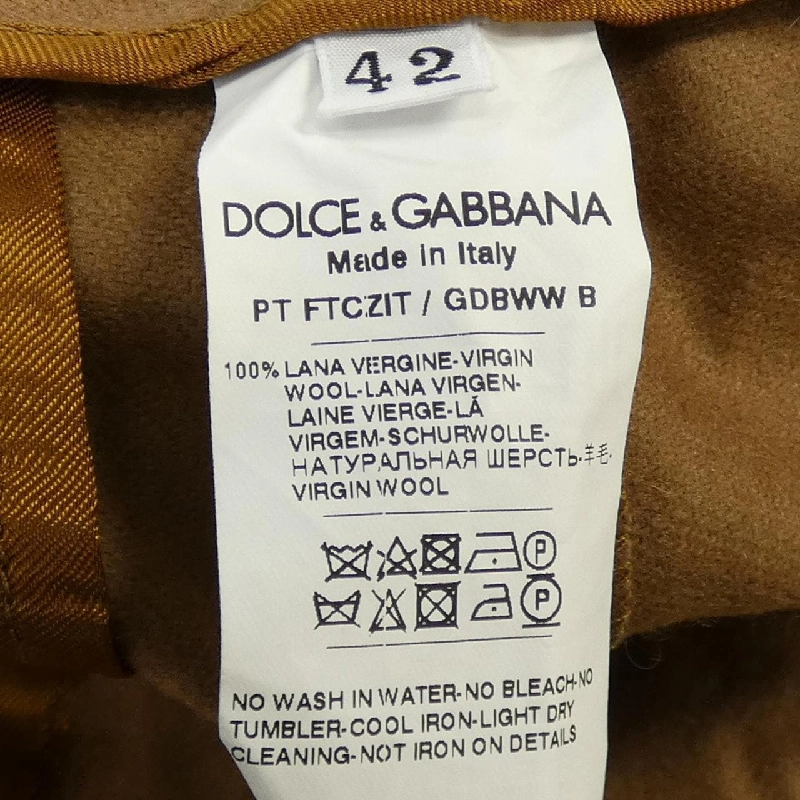 42
DOLCE & GABBANA
Made in Italy
PT FTCZIT / GDBWW B
100% LANA VERGINE-VIRGIN
WOOL-LANA VIRGEN-
LAINE VIERGE-LÃ
VIRGEM-SCHURWOLLE-
НАТУРАЛЬНАЯ ШЕРСТЬ-羊毛-
VIRGIN WOOL
P
P
NO WASH IN WATER-NO BLEACH-NO
TUMBLER-COOL IRON-LIGHT DRY
CLEANING-NOT IRON ON DETAILS